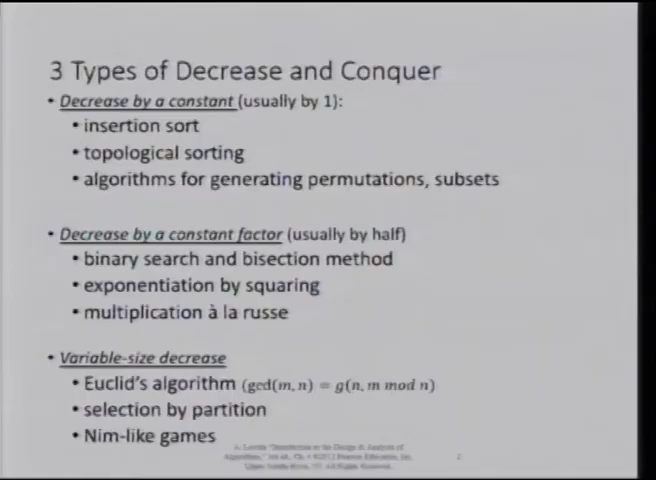 3 Types of Decrease and Conquer
• Decrease by a constant (usually by 1):
• insertion sort
• topological sorting
• algorithms for generating permutations, subsets
• Decrease by a constant factor (usually by half)
• binary search and bisection method
• exponentiation by squaring
• multiplication à la russe
• Variable-size decrease
• Euclid's algorithm (gcd(m, n) = g(n, m mod n)
• selection by partition
• Nim-like games
A. Levitin "Introduction to the Design & Analysis of
Algorithms," ed., Ch. 4 ©2012 Pearson Education, Inc.
Upper Saddle River, NJ. All Rights Reserved.